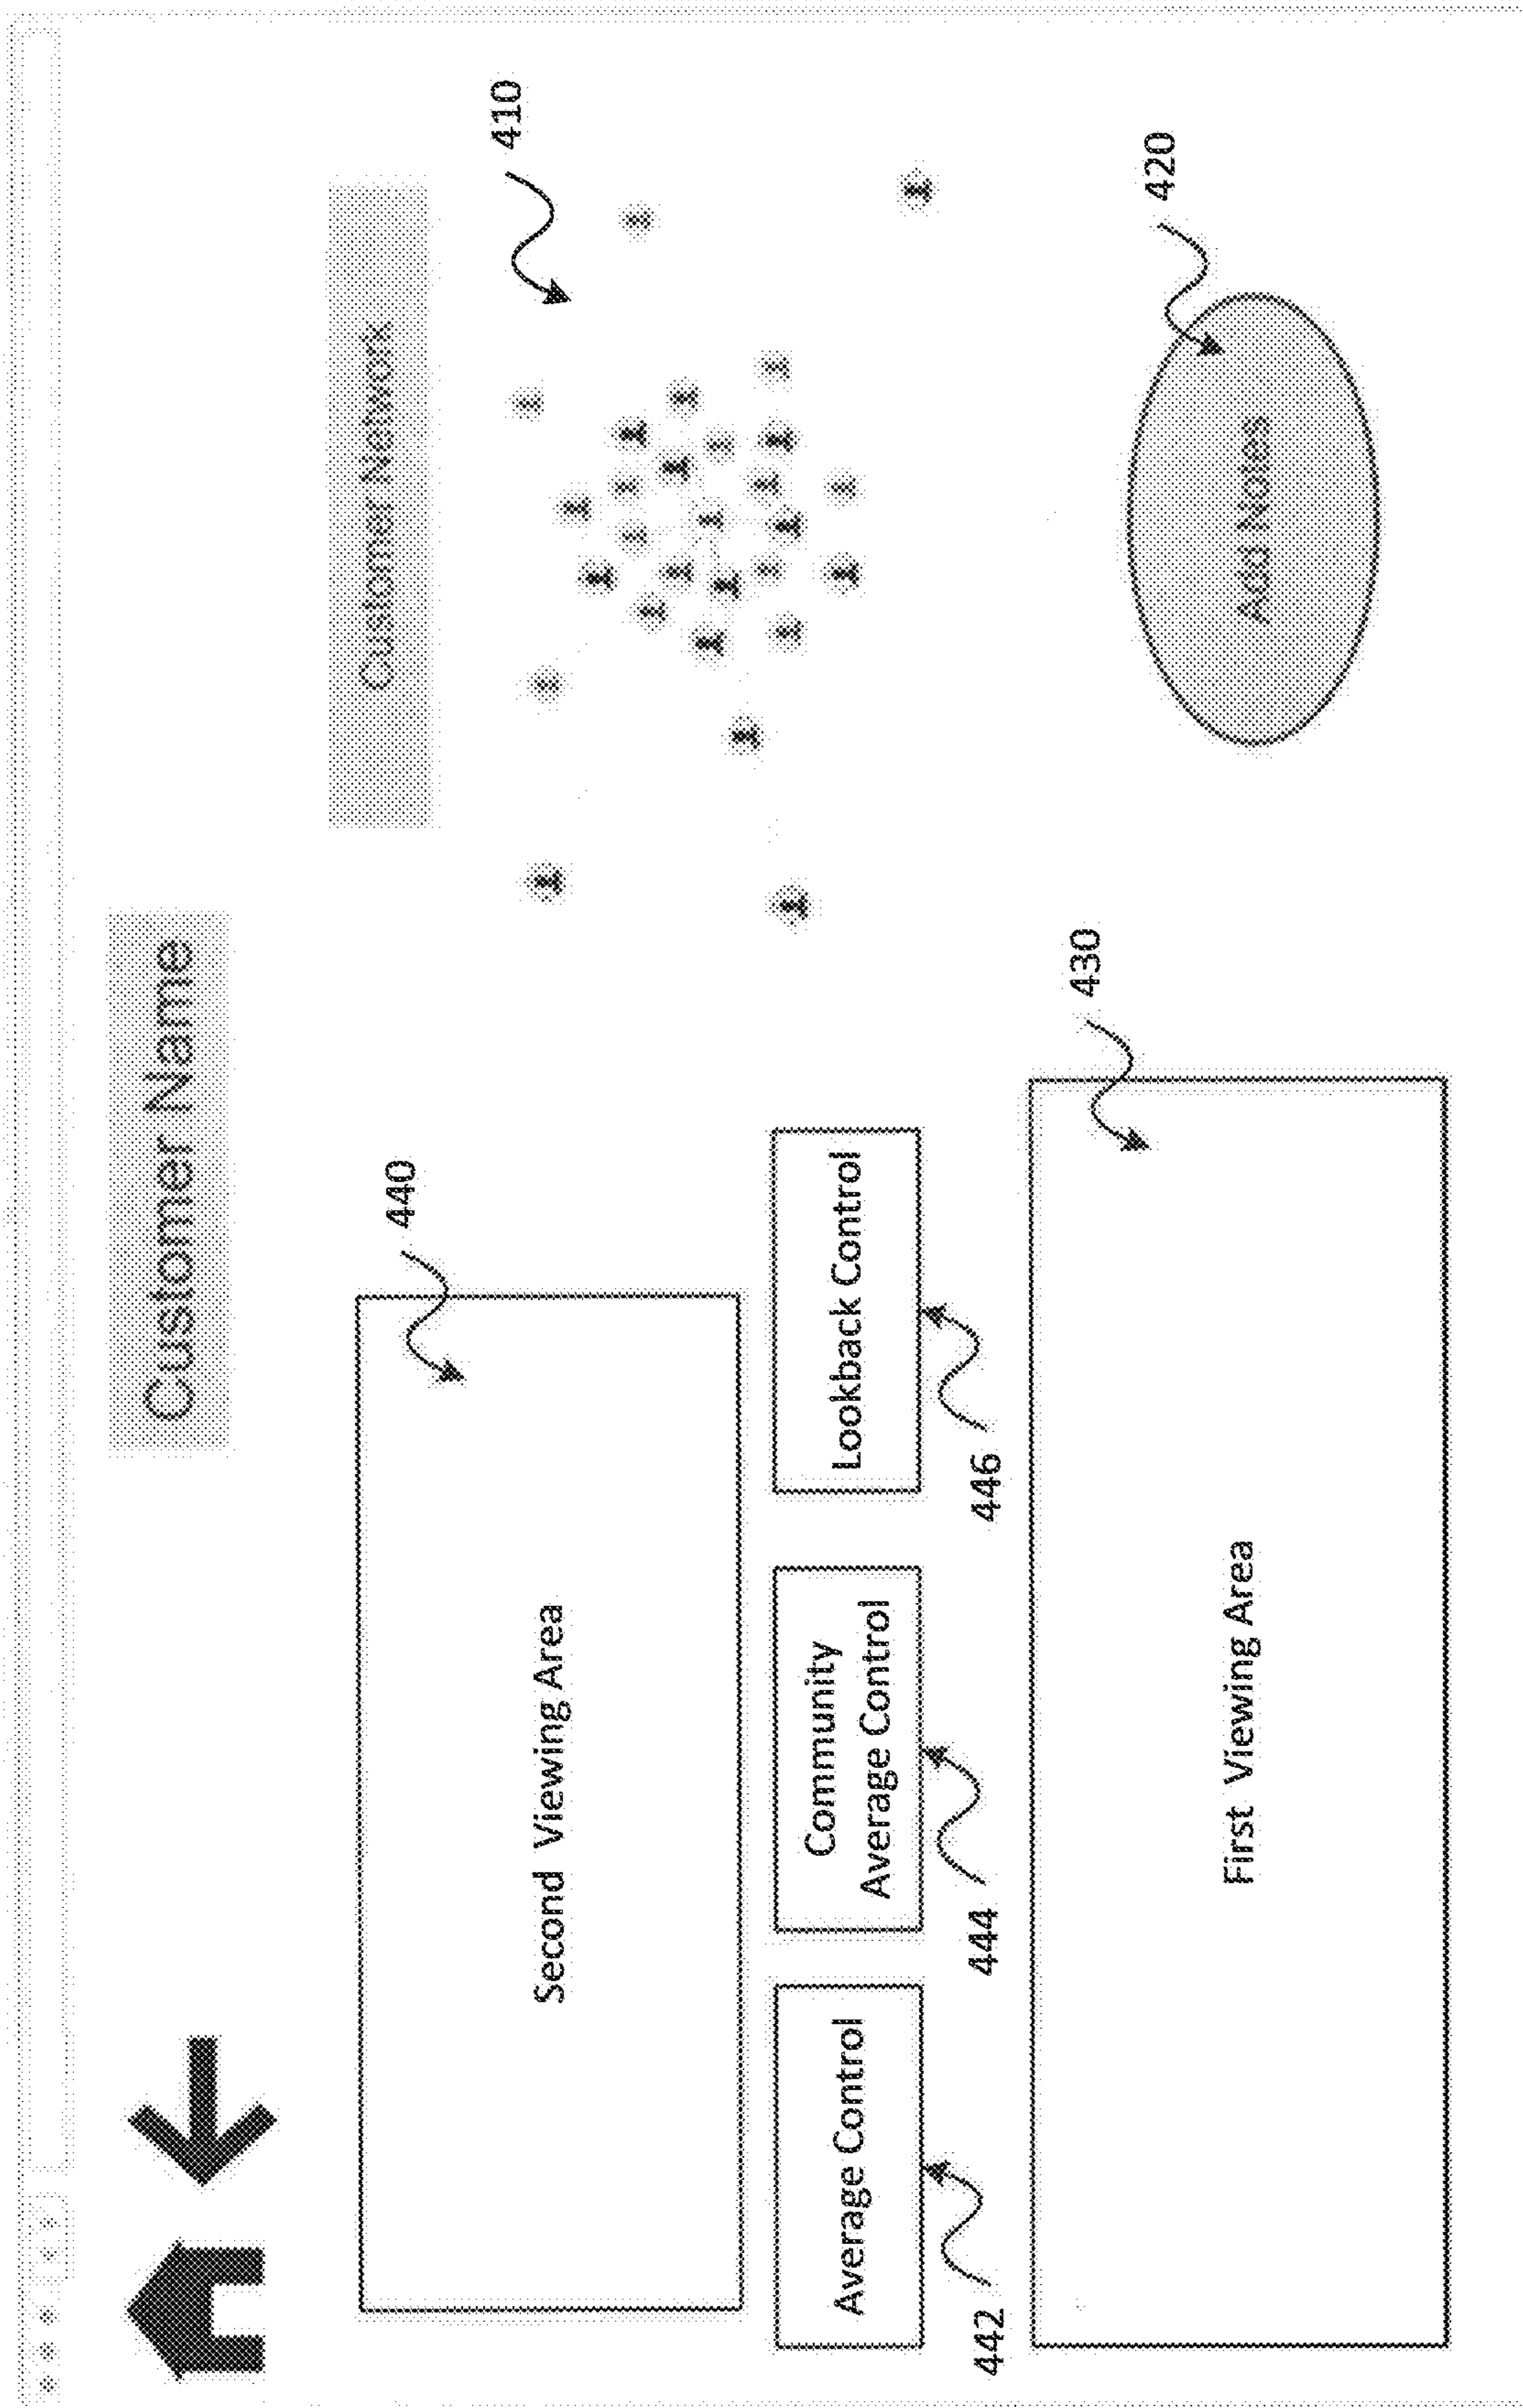 Customer Name
Customer Network
410
440
Second Viewing Area
Average Control
442
Community
Average Control
444
Lookback Control
446
430
First Viewing Area
Add Notes
420